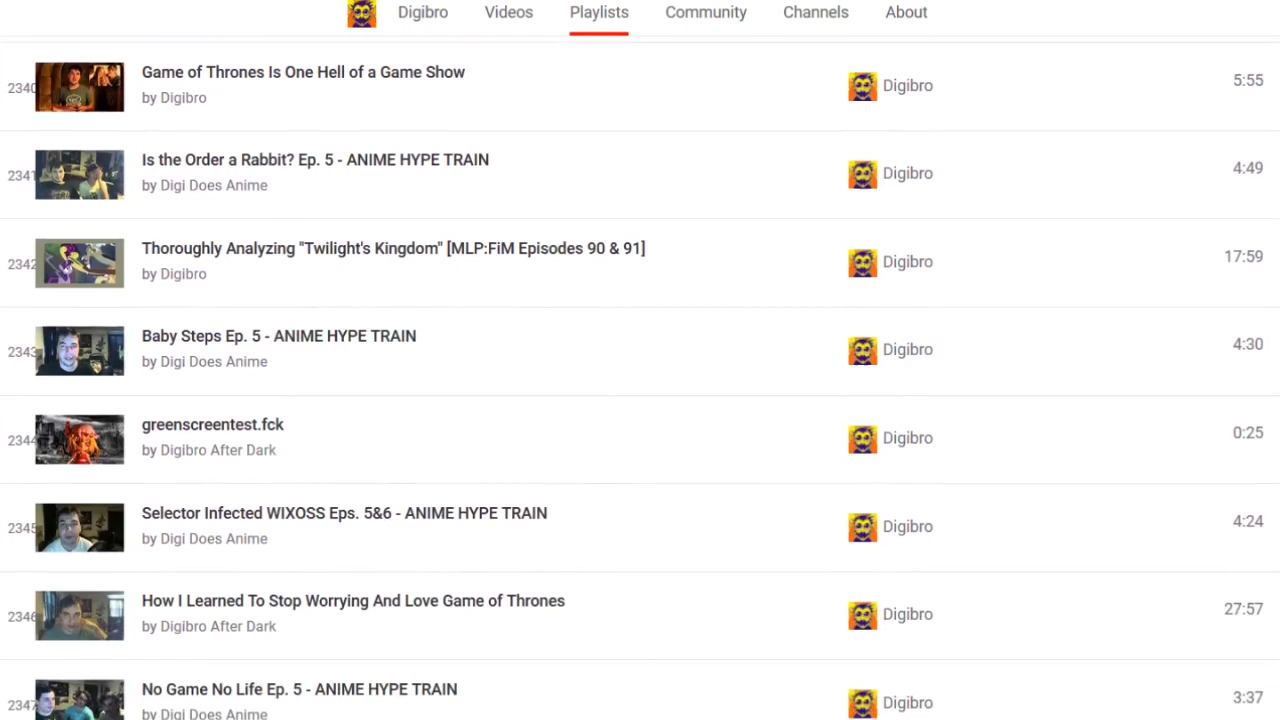 Digibro Videos Playlists Community Channels About
2340 Game of Thrones Is One Hell of a Game Show
by Digibro
Digibro
5:55
2341 Is the Order a Rabbit? Ep. 5 - ANIME HYPE TRAIN
by Digi Does Anime
Digibro
4:49
2342 Thoroughly Analyzing "Twilight's Kingdom" [MLP:FiM Episodes 90 & 91]
by Digibro
Digibro
17:59
2343 Baby Steps Ep. 5 - ANIME HYPE TRAIN
by Digi Does Anime
Digibro
4:30
2344 greenscreentest.fck
by Digibro After Dark
Digibro
0:25
2345 Selector Infected WIXOSS Eps. 5&6 - ANIME HYPE TRAIN
by Digi Does Anime
Digibro
4:24
2346 How I Learned To Stop Worrying And Love Game of Thrones
by Digibro After Dark
Digibro
27:57
2347 No Game No Life Ep. 5 - ANIME HYPE TRAIN
by Digi Does Anime
Digibro
3:37